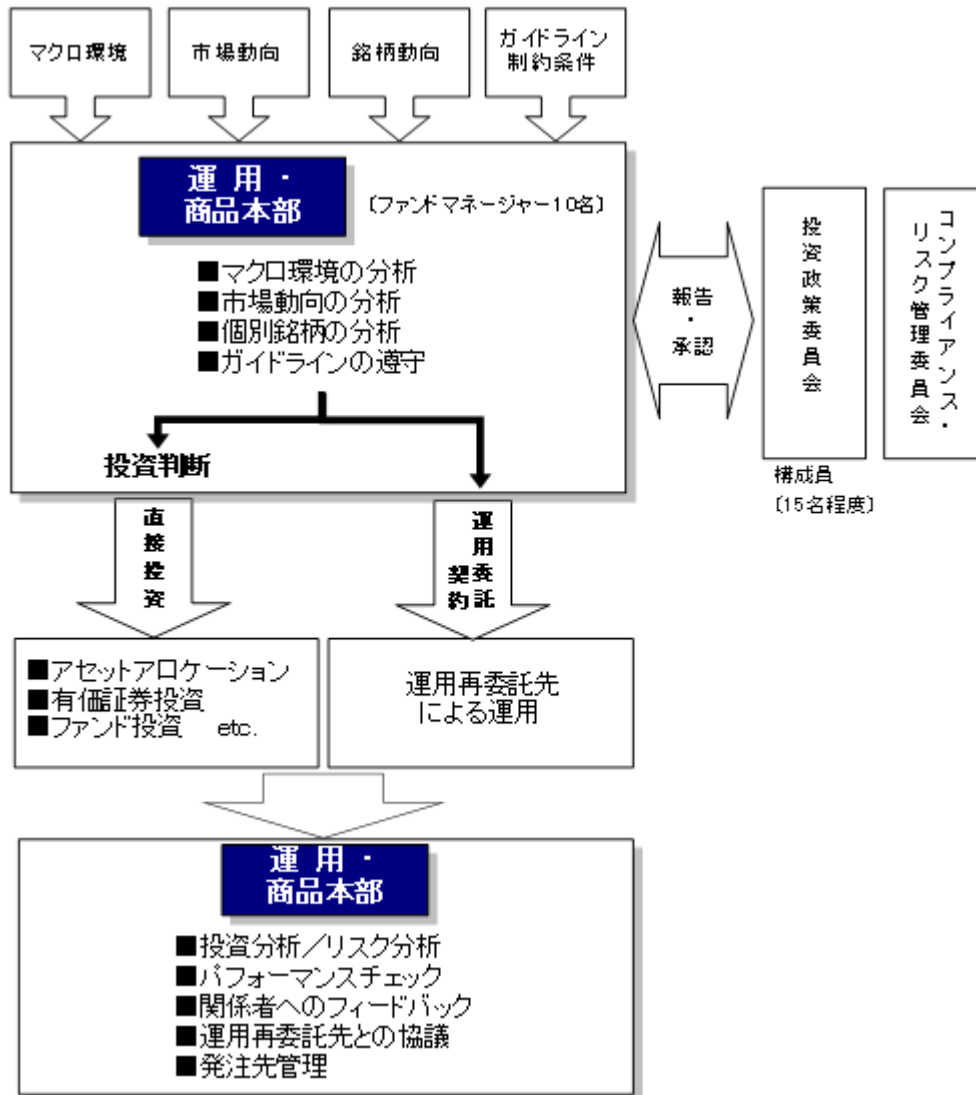 マクロ環境
市場動向
銘柄動向
ガイドライン
制約条件
運 用 ・
商品本部
〔ファンドマネージャー10名〕
■マクロ環境の分析
■市場動向の分析
■個別銘柄の分析
■ガイドラインの遵守
投資判断
報告
・
承認
投資政策委員会
コンプライアンス・
リスク管理委員会
構成員
〔15名程度〕
直接投資
運用委託
契約
■アセットアロケーション
■有価証券投資
■ファンド投資 etc.
運用再委託先
による運用
運 用 ・
商品本部
■投資分析／リスク分析
■パフォーマンスチェック
■関係者へのフィードバック
■運用再委託先との協議
■発注先管理